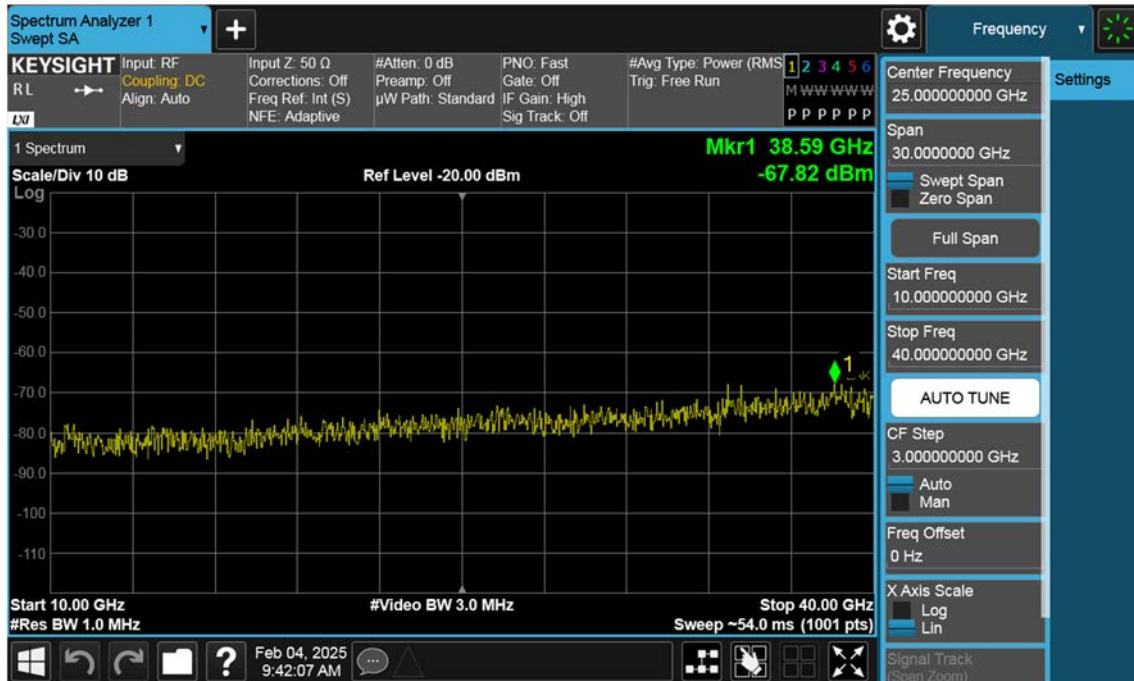 Spectrum Analyzer 1
Swept SA
+
Frequency
KEYSIGHT
RL
LXI
Input: RF
Coupling: DC
Align: Auto
Input Z: 50 Ω
Corrections: Off
Freq Ref: Int (S)
NFE: Adaptive
#Atten: 0 dB
Preamp: Off
µW Path: Standard
PNO: Fast
Gate: Off
IF Gain: High
Sig Track: Off
#Avg Type: Power (RMS
Trig: Free Run
1 2 3 4 5 6
M W W W W W
P P P P P P
1 Spectrum
Scale/Div 10 dB
Log
Ref Level -20.00 dBm
Mkr1 38.59 GHz
-67.82 dBm
-30.0
-40.0
-50.0
-60.0
1
-70.0
-80.0
-90.0
-100
-110
Start 10.00 GHz
#Res BW 1.0 MHz
#Video BW 3.0 MHz
Stop 40.00 GHz
Sweep ~54.0 ms (1001 pts)
?
Feb 04, 2025
9:42:07 AM
Center Frequency
25.000000000 GHz
Span
30.0000000 GHz
Swept Span
Zero Span
Full Span
Start Freq
10.000000000 GHz
Stop Freq
40.000000000 GHz
AUTO TUNE
CF Step
3.000000000 GHz
Auto
Man
Freq Offset
0 Hz
X Axis Scale
Log
Lin
Signal Track
(Span Zoom)
Settings